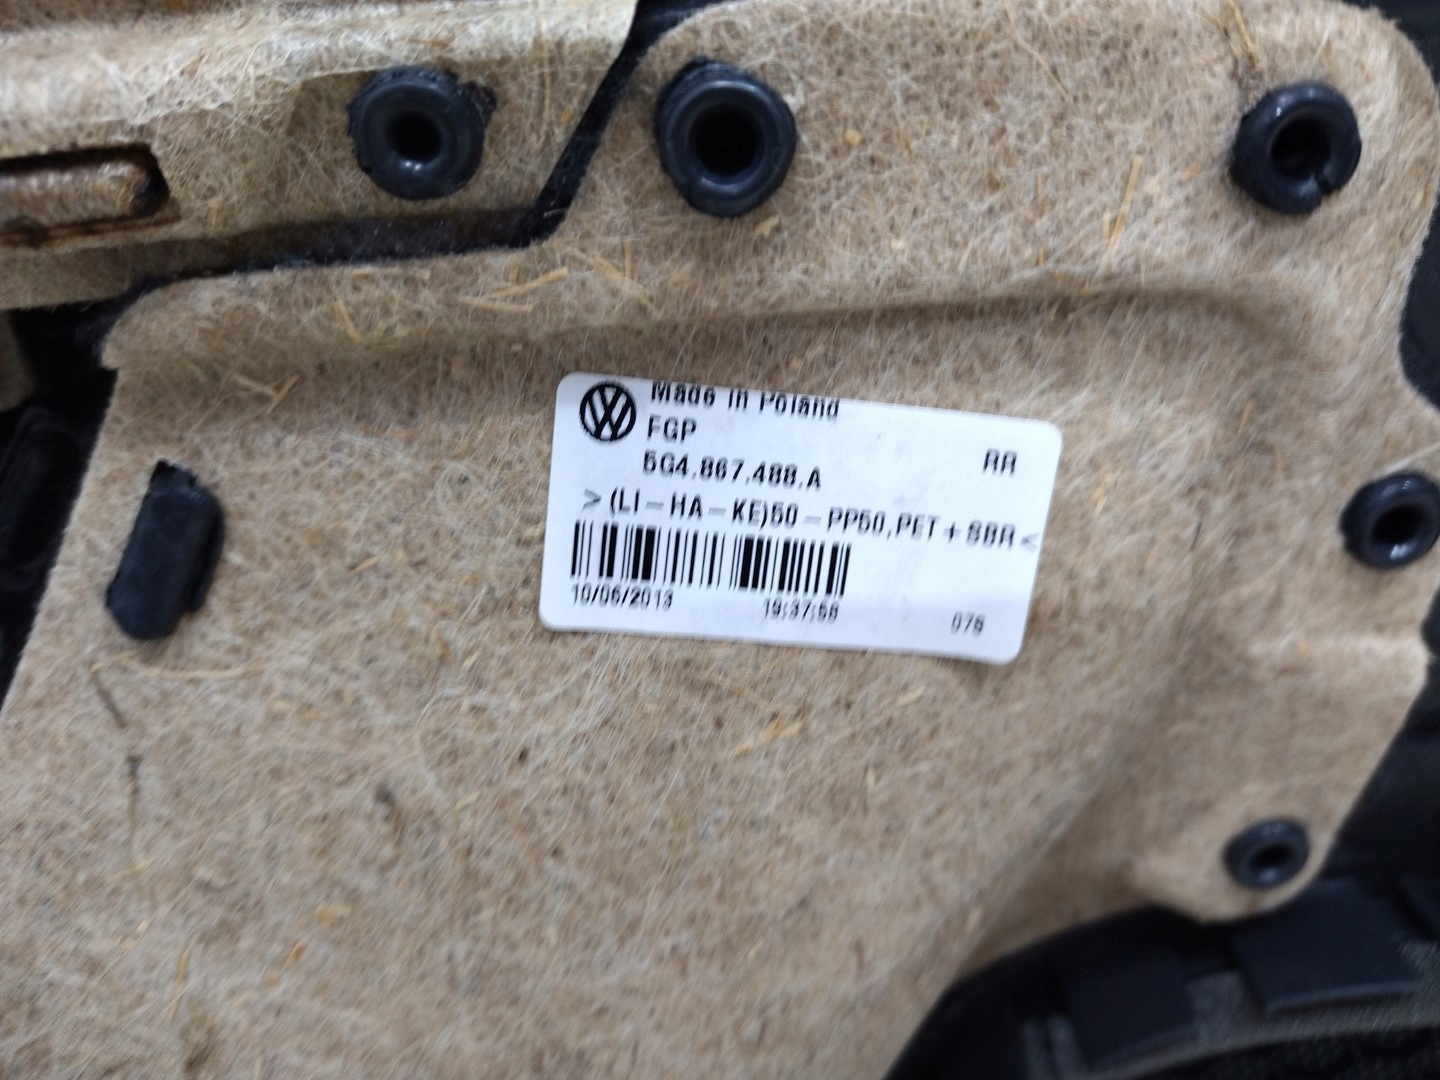 Made in Poland
FGP
5G4.867.488.A RR
>(LI-HA-KE)50-PP50,PET+SBR<
10/06/2013 19:37:58 078